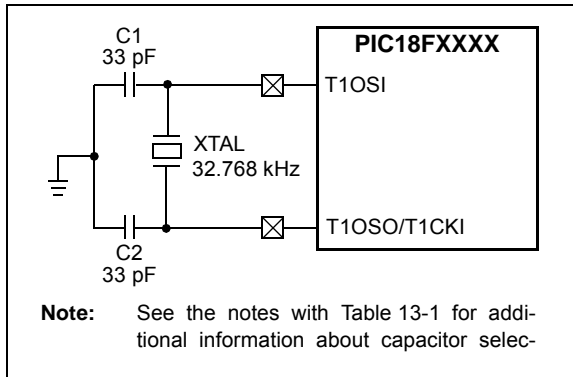 C1
33 pF
PIC18FXXXX
T1OSI
XTAL
32.768 kHz
T1OSO/T1CKI
C2
33 pF
Note: See the notes with Table 13-1 for addi-
tional information about capacitor selec-